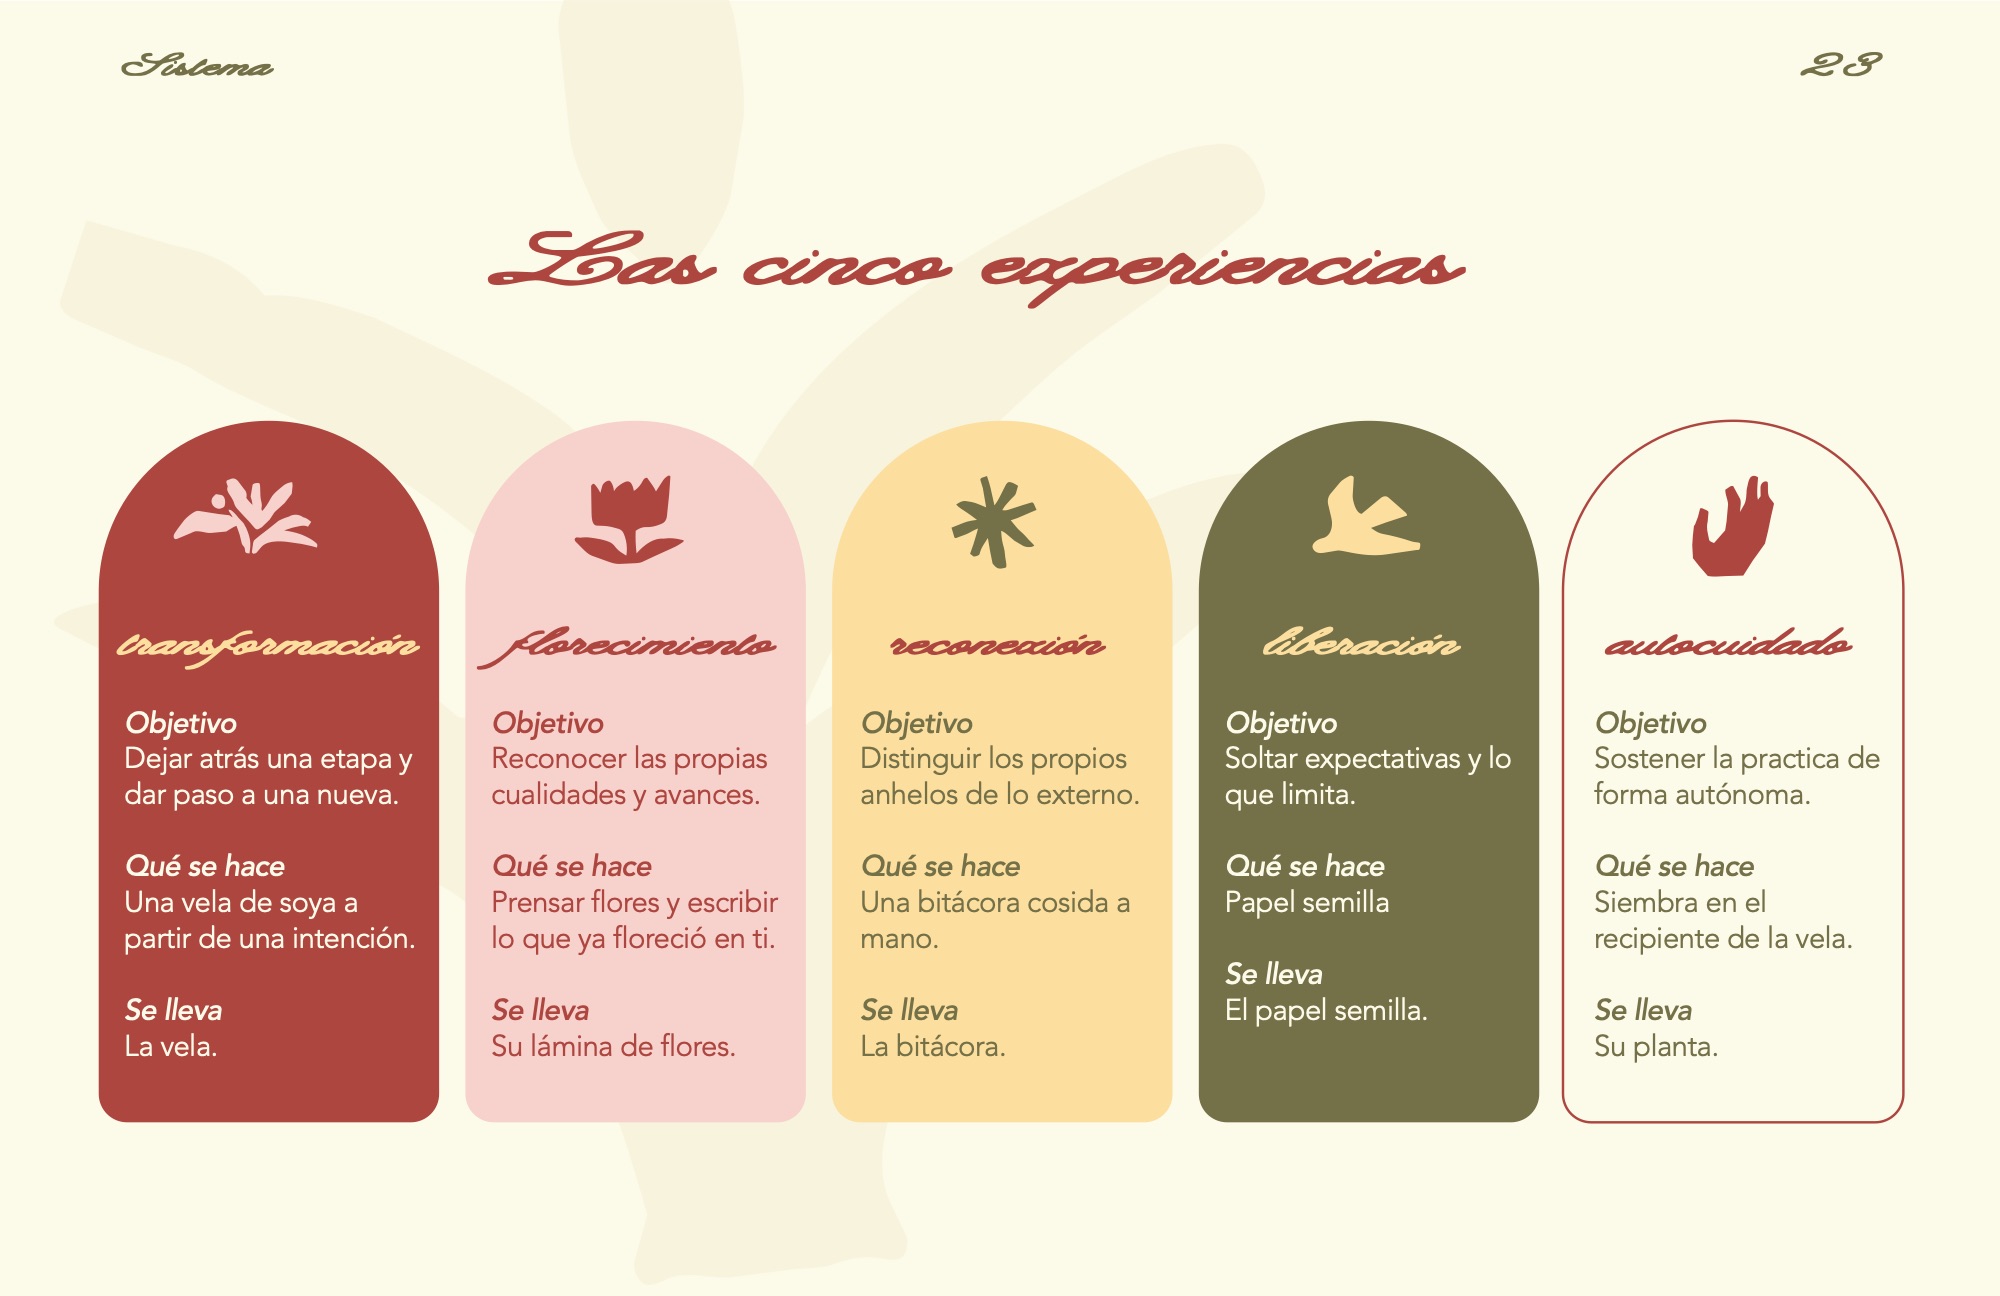 Sistema
23
Las cinco experiencias
transformación
Objetivo
Dejar atrás una etapa y
dar paso a una nueva.
Qué se hace
Una vela de soya a
partir de una intención.
Se lleva
La vela.
florecimiento
Objetivo
Reconocer las propias
cualidades y avances.
Qué se hace
Prensar flores y escribir
lo que ya floreció en ti.
Se lleva
Su lámina de flores.
reconexión
Objetivo
Distinguir los propios
anhelos de lo externo.
Qué se hace
Una bitácora cosida a
mano.
Se lleva
La bitácora.
liberación
Objetivo
Soltar expectativas y lo
que limita.
Qué se hace
Papel semilla
Se lleva
El papel semilla.
autocuidado
Objetivo
Sostener la practica de
forma autónoma.
Qué se hace
Siembra en el
recipiente de la vela.
Se lleva
Su planta.